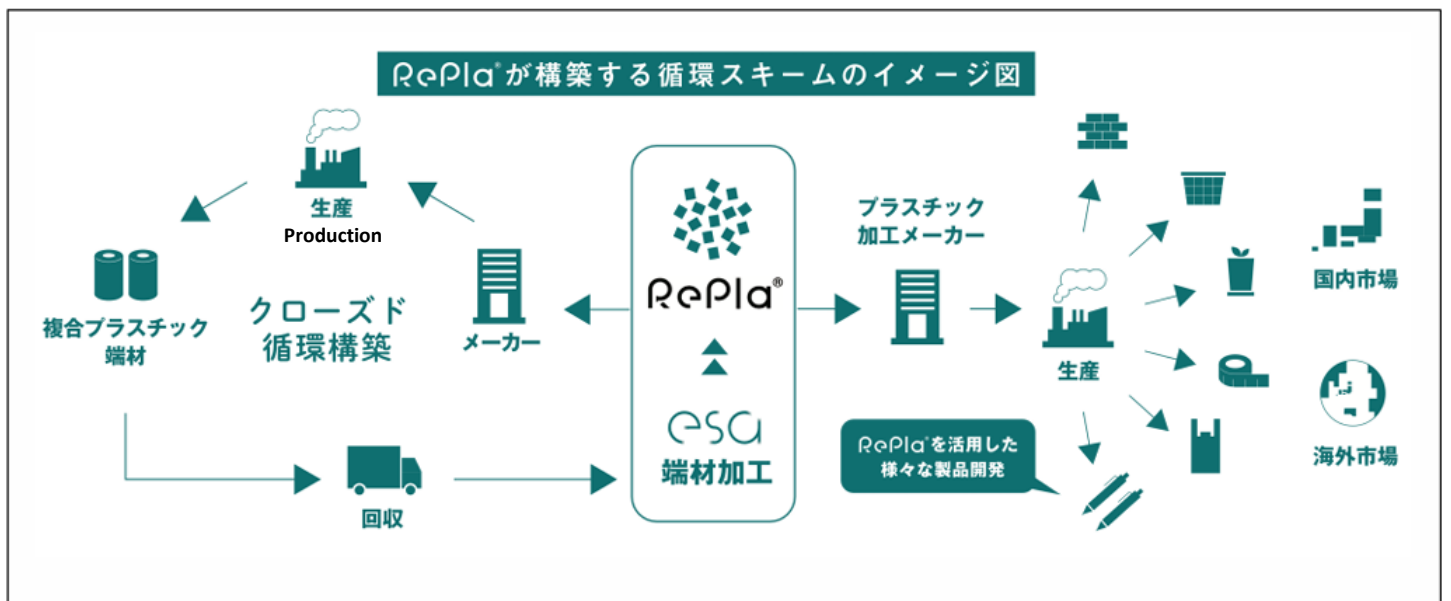 RePla®が構築する循環スキームのイメージ図
生産
Production
複合プラスチック
端材
クローズド
循環構築
メーカー
回収
RePla®
esa
端材加工
プラスチック
加工メーカー
生産
RePla®を活用した
様々な製品開発
国内市場
海外市場